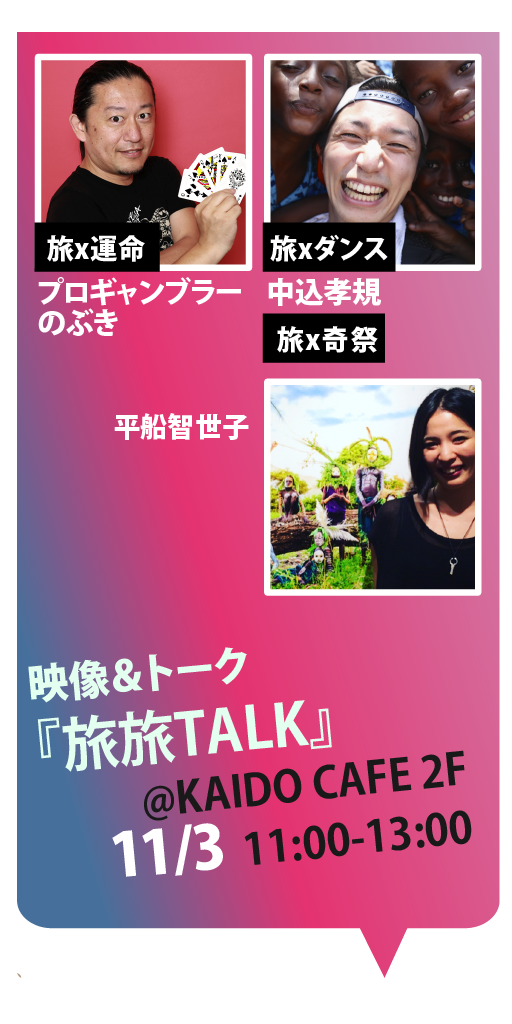 旅x運命
プロギャンブラー
のぶき
旅xダンス
中込孝規
旅x奇祭
平船智世子
映像&トーク
『旅旅TALK』
@KAIDO CAFE 2F
11/3 11:00-13:00
、